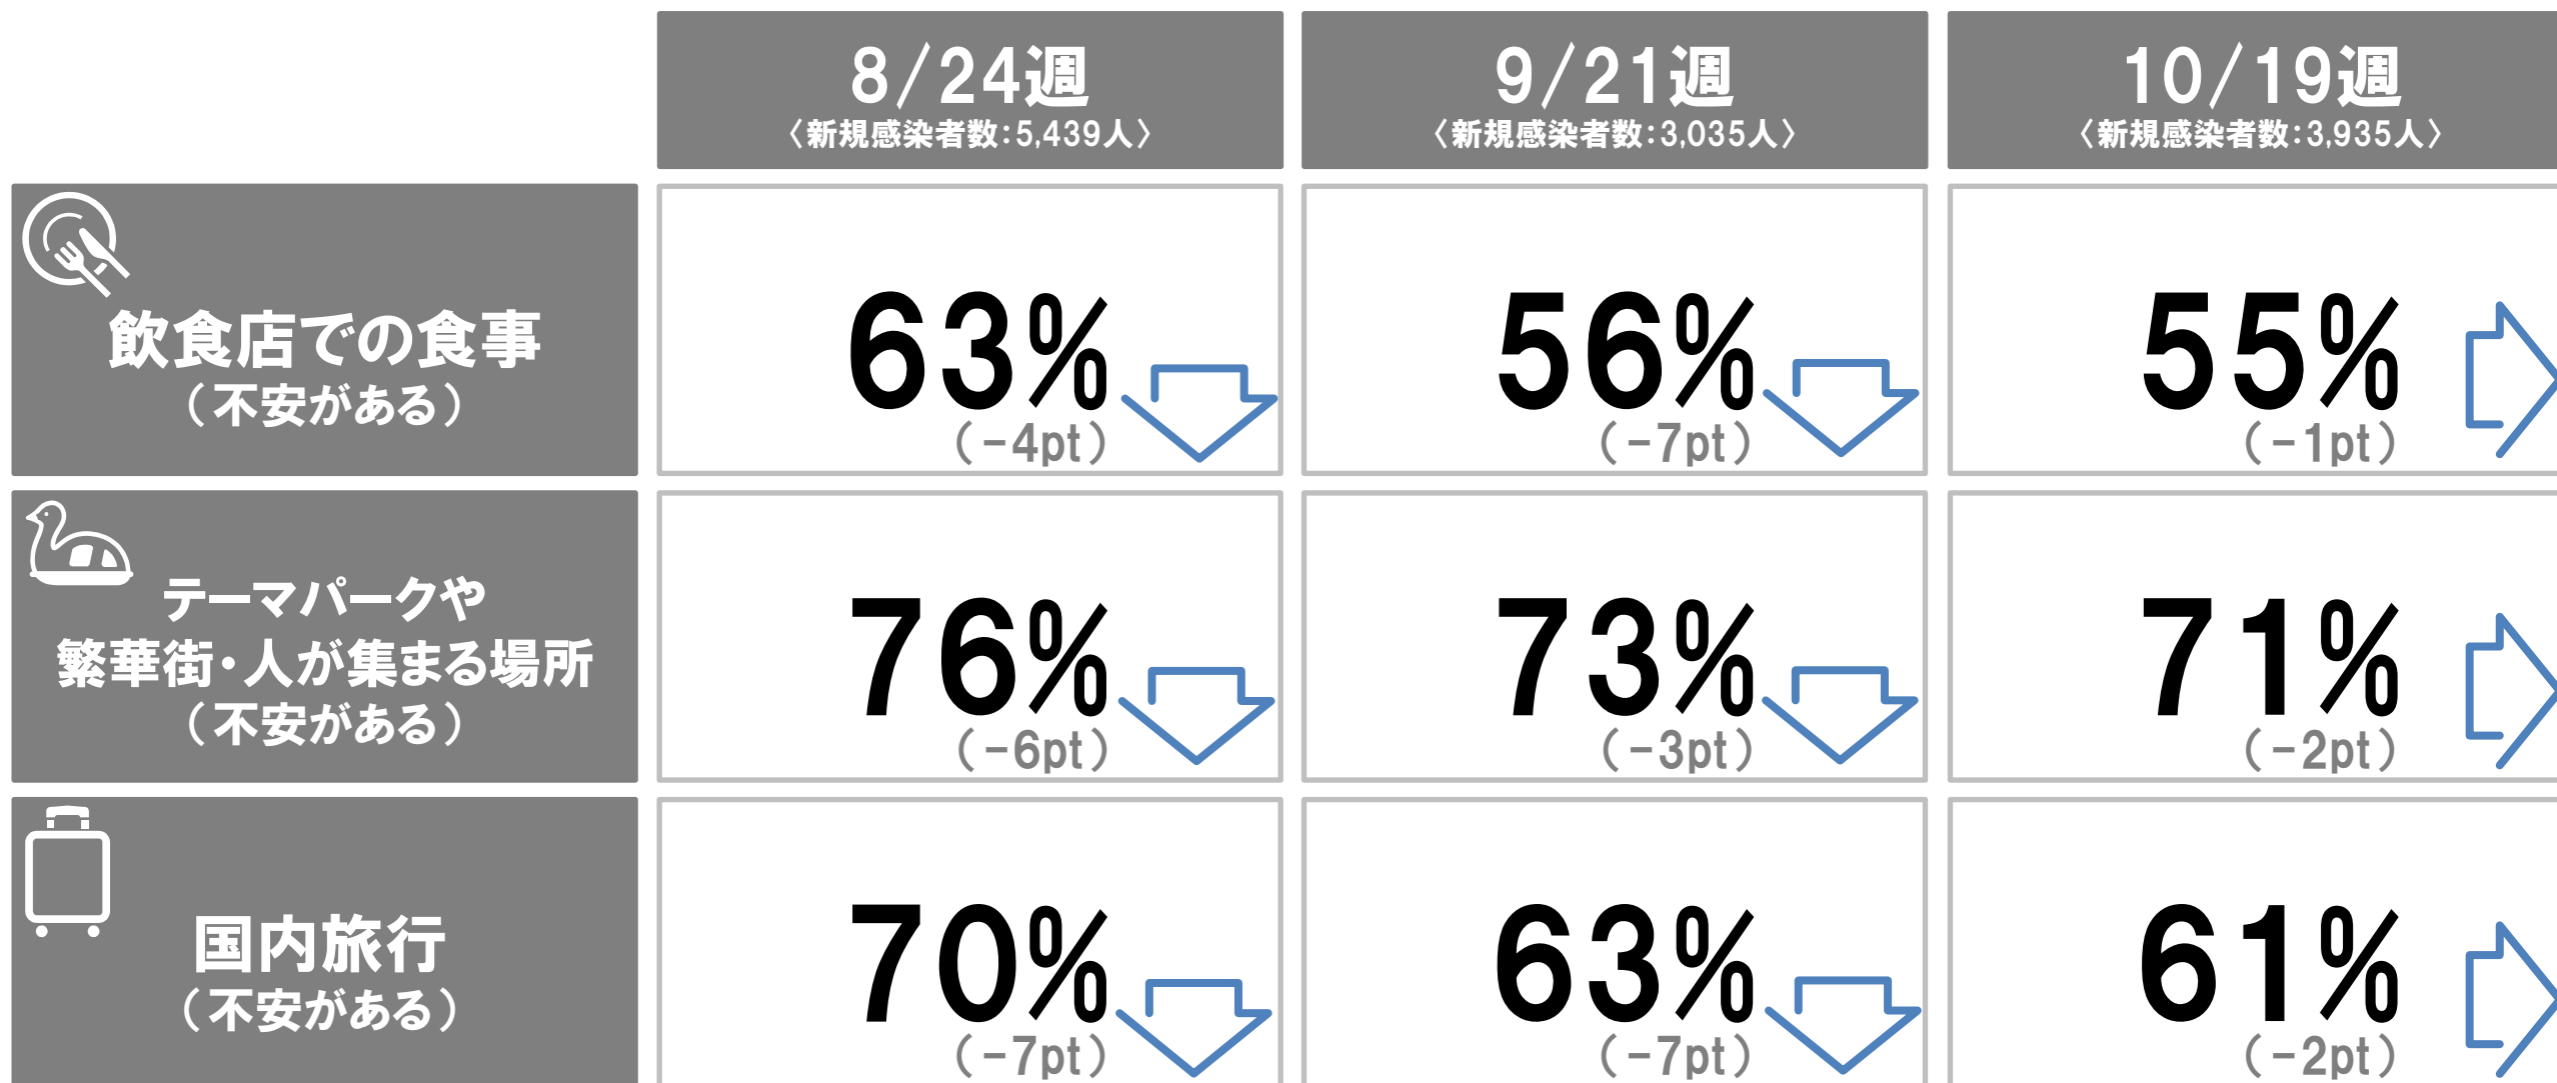 8/24週
〈新規感染者数:5,439人〉
9/21週
〈新規感染者数:3,035人〉
10/19週
〈新規感染者数:3,935人〉
飲食店での食事
（不安がある）
63%
（-4pt）
56%
（-7pt）
55%
（-1pt）
テーマパークや
繁華街・人が集まる場所
（不安がある）
76%
（-6pt）
73%
（-3pt）
71%
（-2pt）
国内旅行
（不安がある）
70%
（-7pt）
63%
（-7pt）
61%
（-2pt）